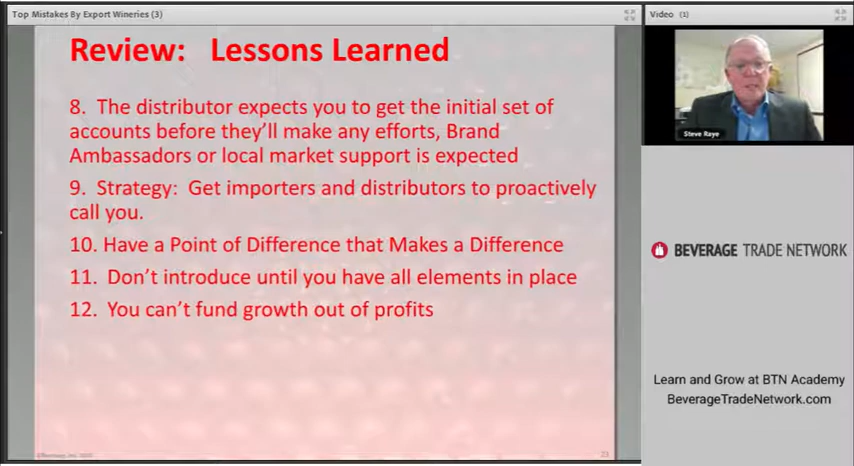 Top Mistakes By Export Wineries (3)
Video (1)
Review: Lessons Learned
8. The distributor expects you to get the initial set of
accounts before they'll make any efforts, Brand
Ambassadors or local market support is expected
9. Strategy: Get importers and distributors to proactively
call you.
10. Have a Point of Difference that Makes a Difference
11. Don't introduce until you have all elements in place
12. You can't fund growth out of profits
23
Steve Raye
BEVERAGE TRADE NETWORK
Learn and Grow at BTN Academy
BeverageTradeNetwork.com